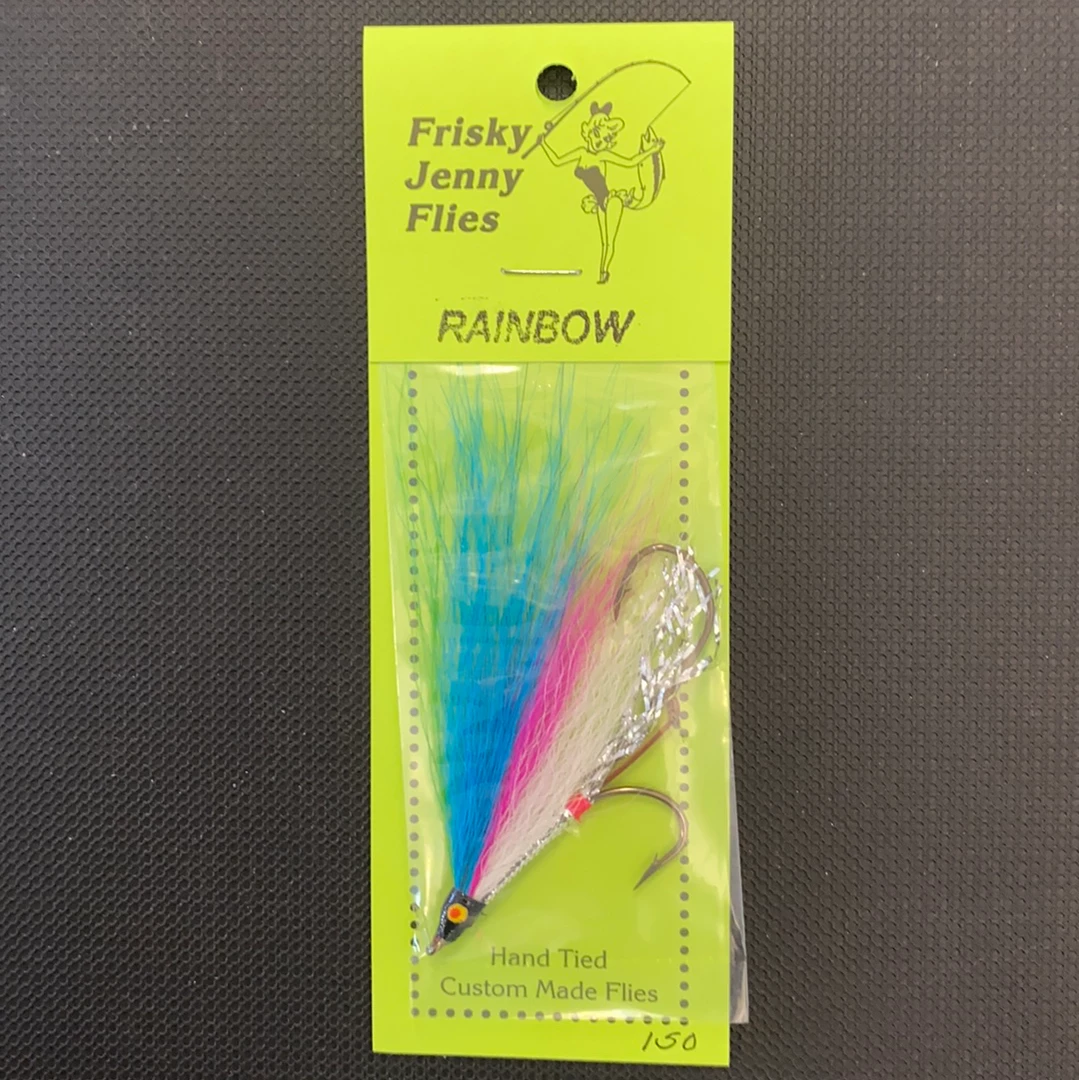 Frisky
Jenny
Flies
RAINBOW
Hand Tied
Custom Made Flies
150